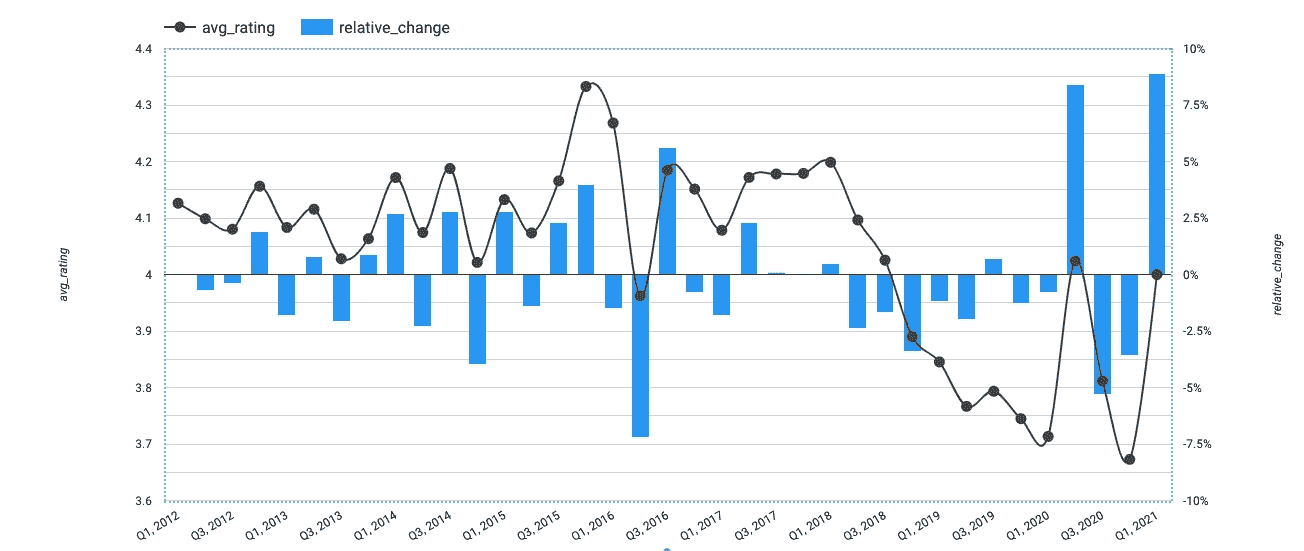 avg_rating relative_change
4.4 10%
4.3 7.5%
4.2 5%
4.1 2.5%
4 0%
3.9 -2.5%
3.8 -5%
3.7 -7.5%
3.6 -10%
avg_rating
relative_change
Q1, 2012 Q3, 2012 Q1, 2013 Q3, 2013 Q1, 2014 Q3, 2014 Q1, 2015 Q3, 2015 Q1, 2016 Q3, 2016 Q1, 2017 Q3, 2017 Q1, 2018 Q3, 2018 Q1, 2019 Q3, 2019 Q1, 2020 Q3, 2020 Q1, 2021